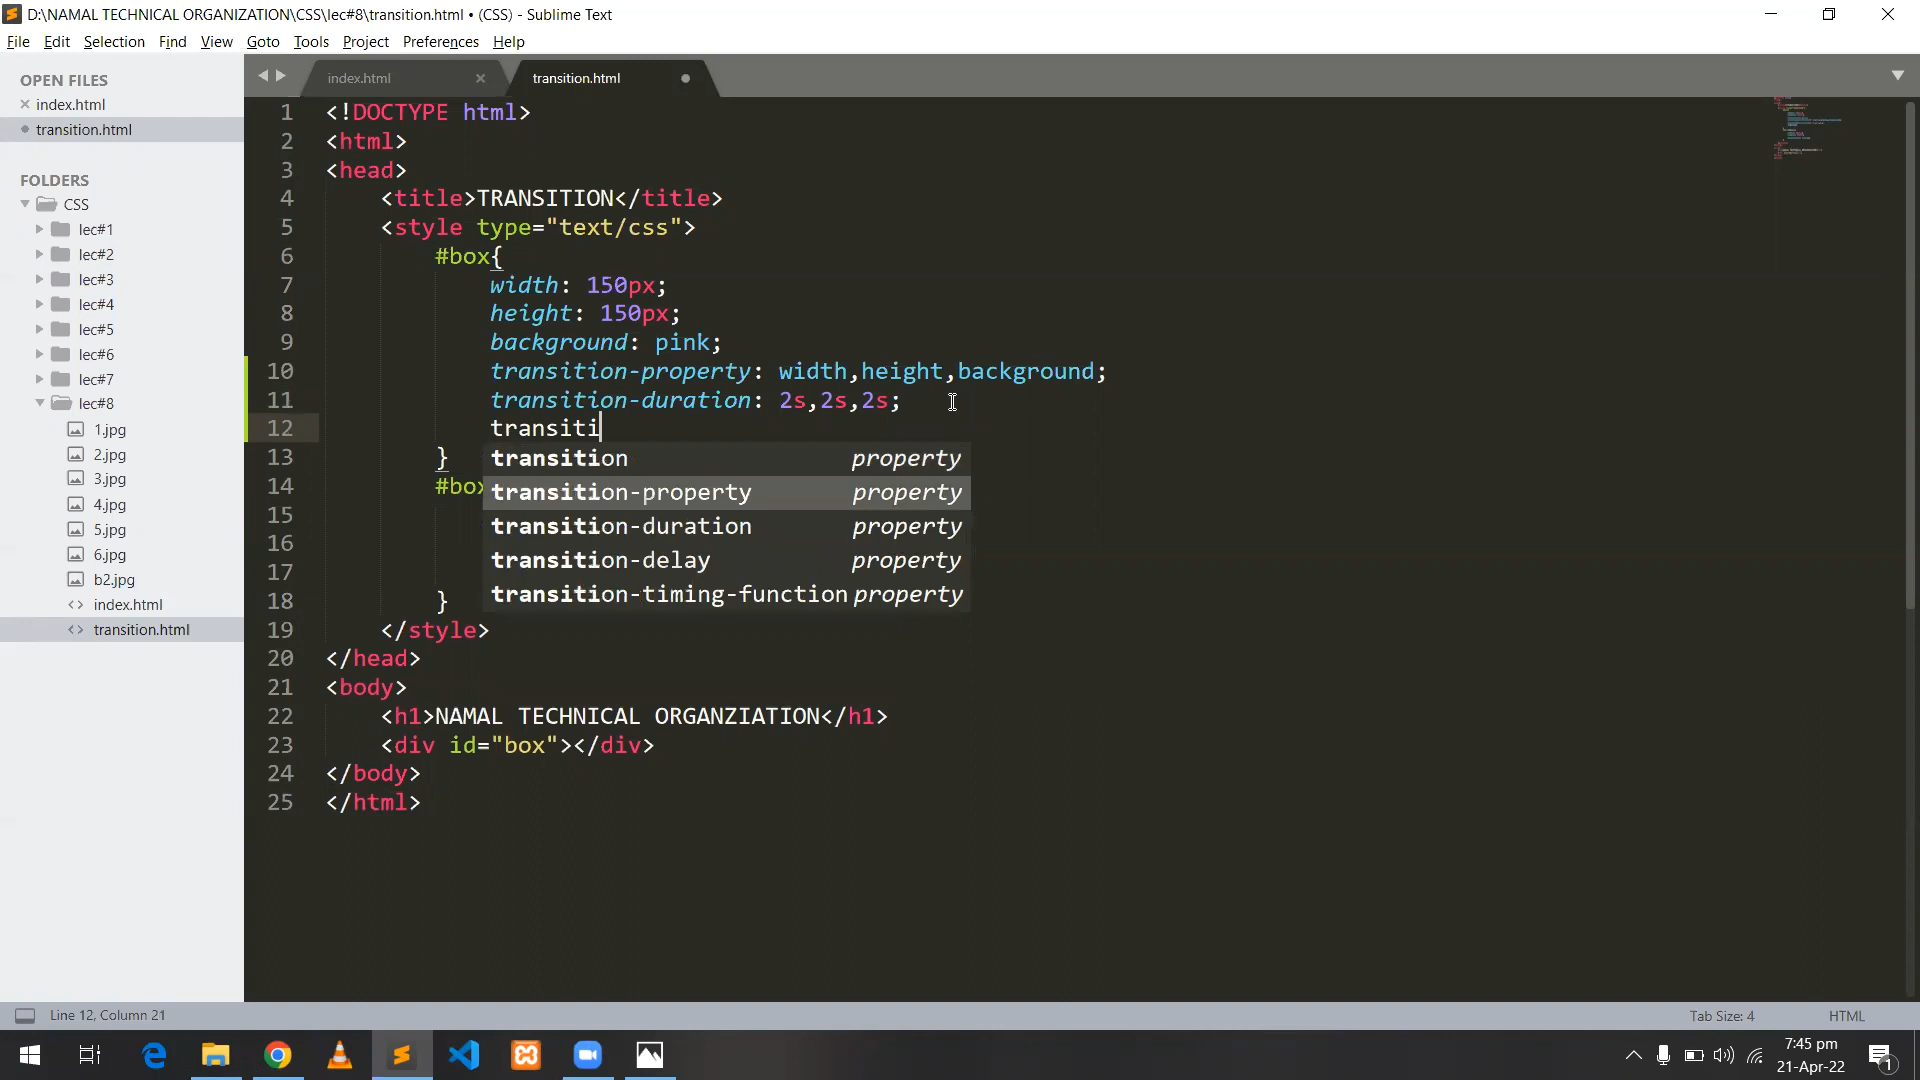 D:\NAMAL TECHNICAL ORGANIZATION\CSS\lec#8\transition.html • (CSS) - Sublime Text
File Edit Selection Find View Goto Tools Project Preferences Help
OPEN FILES
index.html
transition.html
FOLDERS
CSS
lec#1
lec#2
lec#3
lec#4
lec#5
lec#6
lec#7
lec#8
1.jpg
2.jpg
3.jpg
4.jpg
5.jpg
6.jpg
b2.jpg
index.html
transition.html
index.html
transition.html
1 <!DOCTYPE html>
2 <html>
3 <head>
4 <title>TRANSITION</title>
5 <style type="text/css">
6 #box{
7 width: 150px;
8 height: 150px;
9 background: pink;
10 transition-property: width,height,background;
11 transition-duration: 2s,2s,2s;
12 transiti
13 }
14 #box
15
16
17
18 }
19 </style>
20 </head>
21 <body>
22 <h1>NAMAL TECHNICAL ORGANZIATION</h1>
23 <div id="box"></div>
24 </body>
25 </html>
transition property
transition-property property
transition-duration property
transition-delay property
transition-timing-function property
Line 12, Column 21
Tab Size: 4
HTML
7:45 pm
21-Apr-22
1